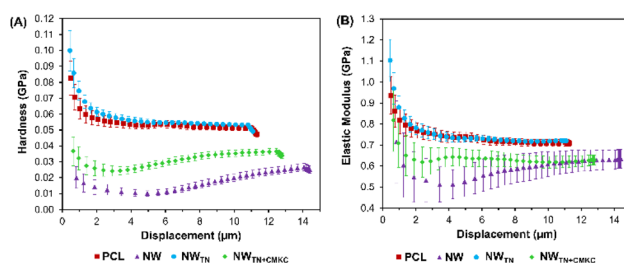 (A)
Hardness (GPa)
0.12
0.11
0.10
0.09
0.08
0.07
0.06
0.05
0.04
0.03
0.02
0.01
0.00
0 2 4 6 8 10 12 14
Displacement (µm)
PCL NW NWTN NWTN+CMKC
(B)
Elastic Modulus (GPa)
1.3
1.2
1.1
1.0
0.9
0.8
0.7
0.6
0.5
0.4
0 2 4 6 8 10 12 14
Displacement (µm)
PCL NW NWTN NWTN+CMKC